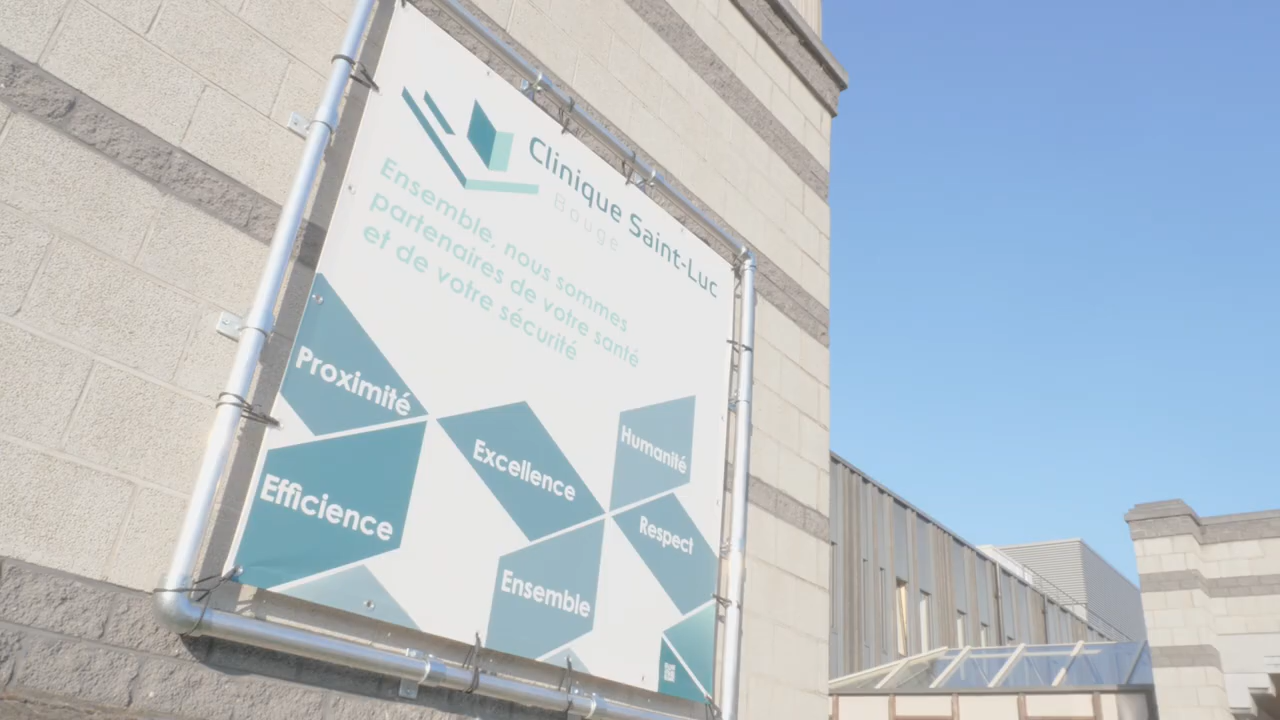 Clinique Saint-Luc
Bouge
Ensemble, nous sommes
partenaires de votre santé
et de votre sécurité
Proximité
Efficience
Excellence
Humanité
Respect
Ensemble